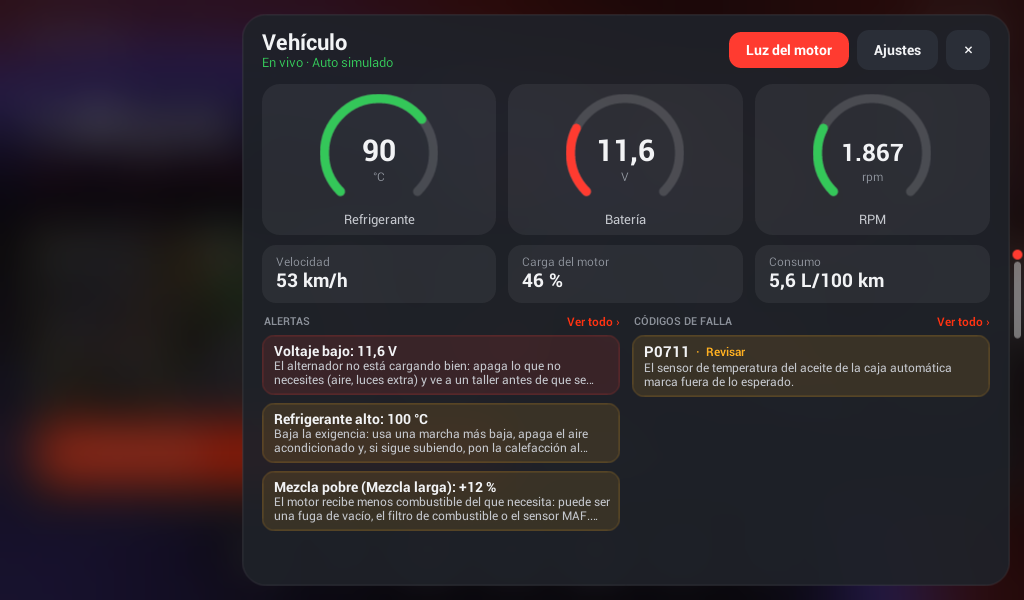 Vehículo
En vivo · Auto simulado
Luz del motor
Ajustes
×
90
°C
Refrigerante
11,6
V
Batería
1.867
rpm
RPM
Velocidad
53 km/h
Carga del motor
46 %
Consumo
5,6 L/100 km
ALERTAS
Ver todo ›
Voltaje bajo: 11,6 V
El alternador no está cargando bien: apaga lo que no
necesites (aire, luces extra) y ve a un taller antes de que se…
Refrigerante alto: 100 °C
Baja la exigencia: usa una marcha más baja, apaga el aire
acondicionado y, si sigue subiendo, pon la calefacción al…
Mezcla pobre (Mezcla larga): +12 %
El motor recibe menos combustible del que necesita: puede ser
una fuga de vacío, el filtro de combustible o el sensor MAF.…
CÓDIGOS DE FALLA
Ver todo ›
P0711 · Revisar
El sensor de temperatura del aceite de la caja automática
marca fuera de lo esperado.